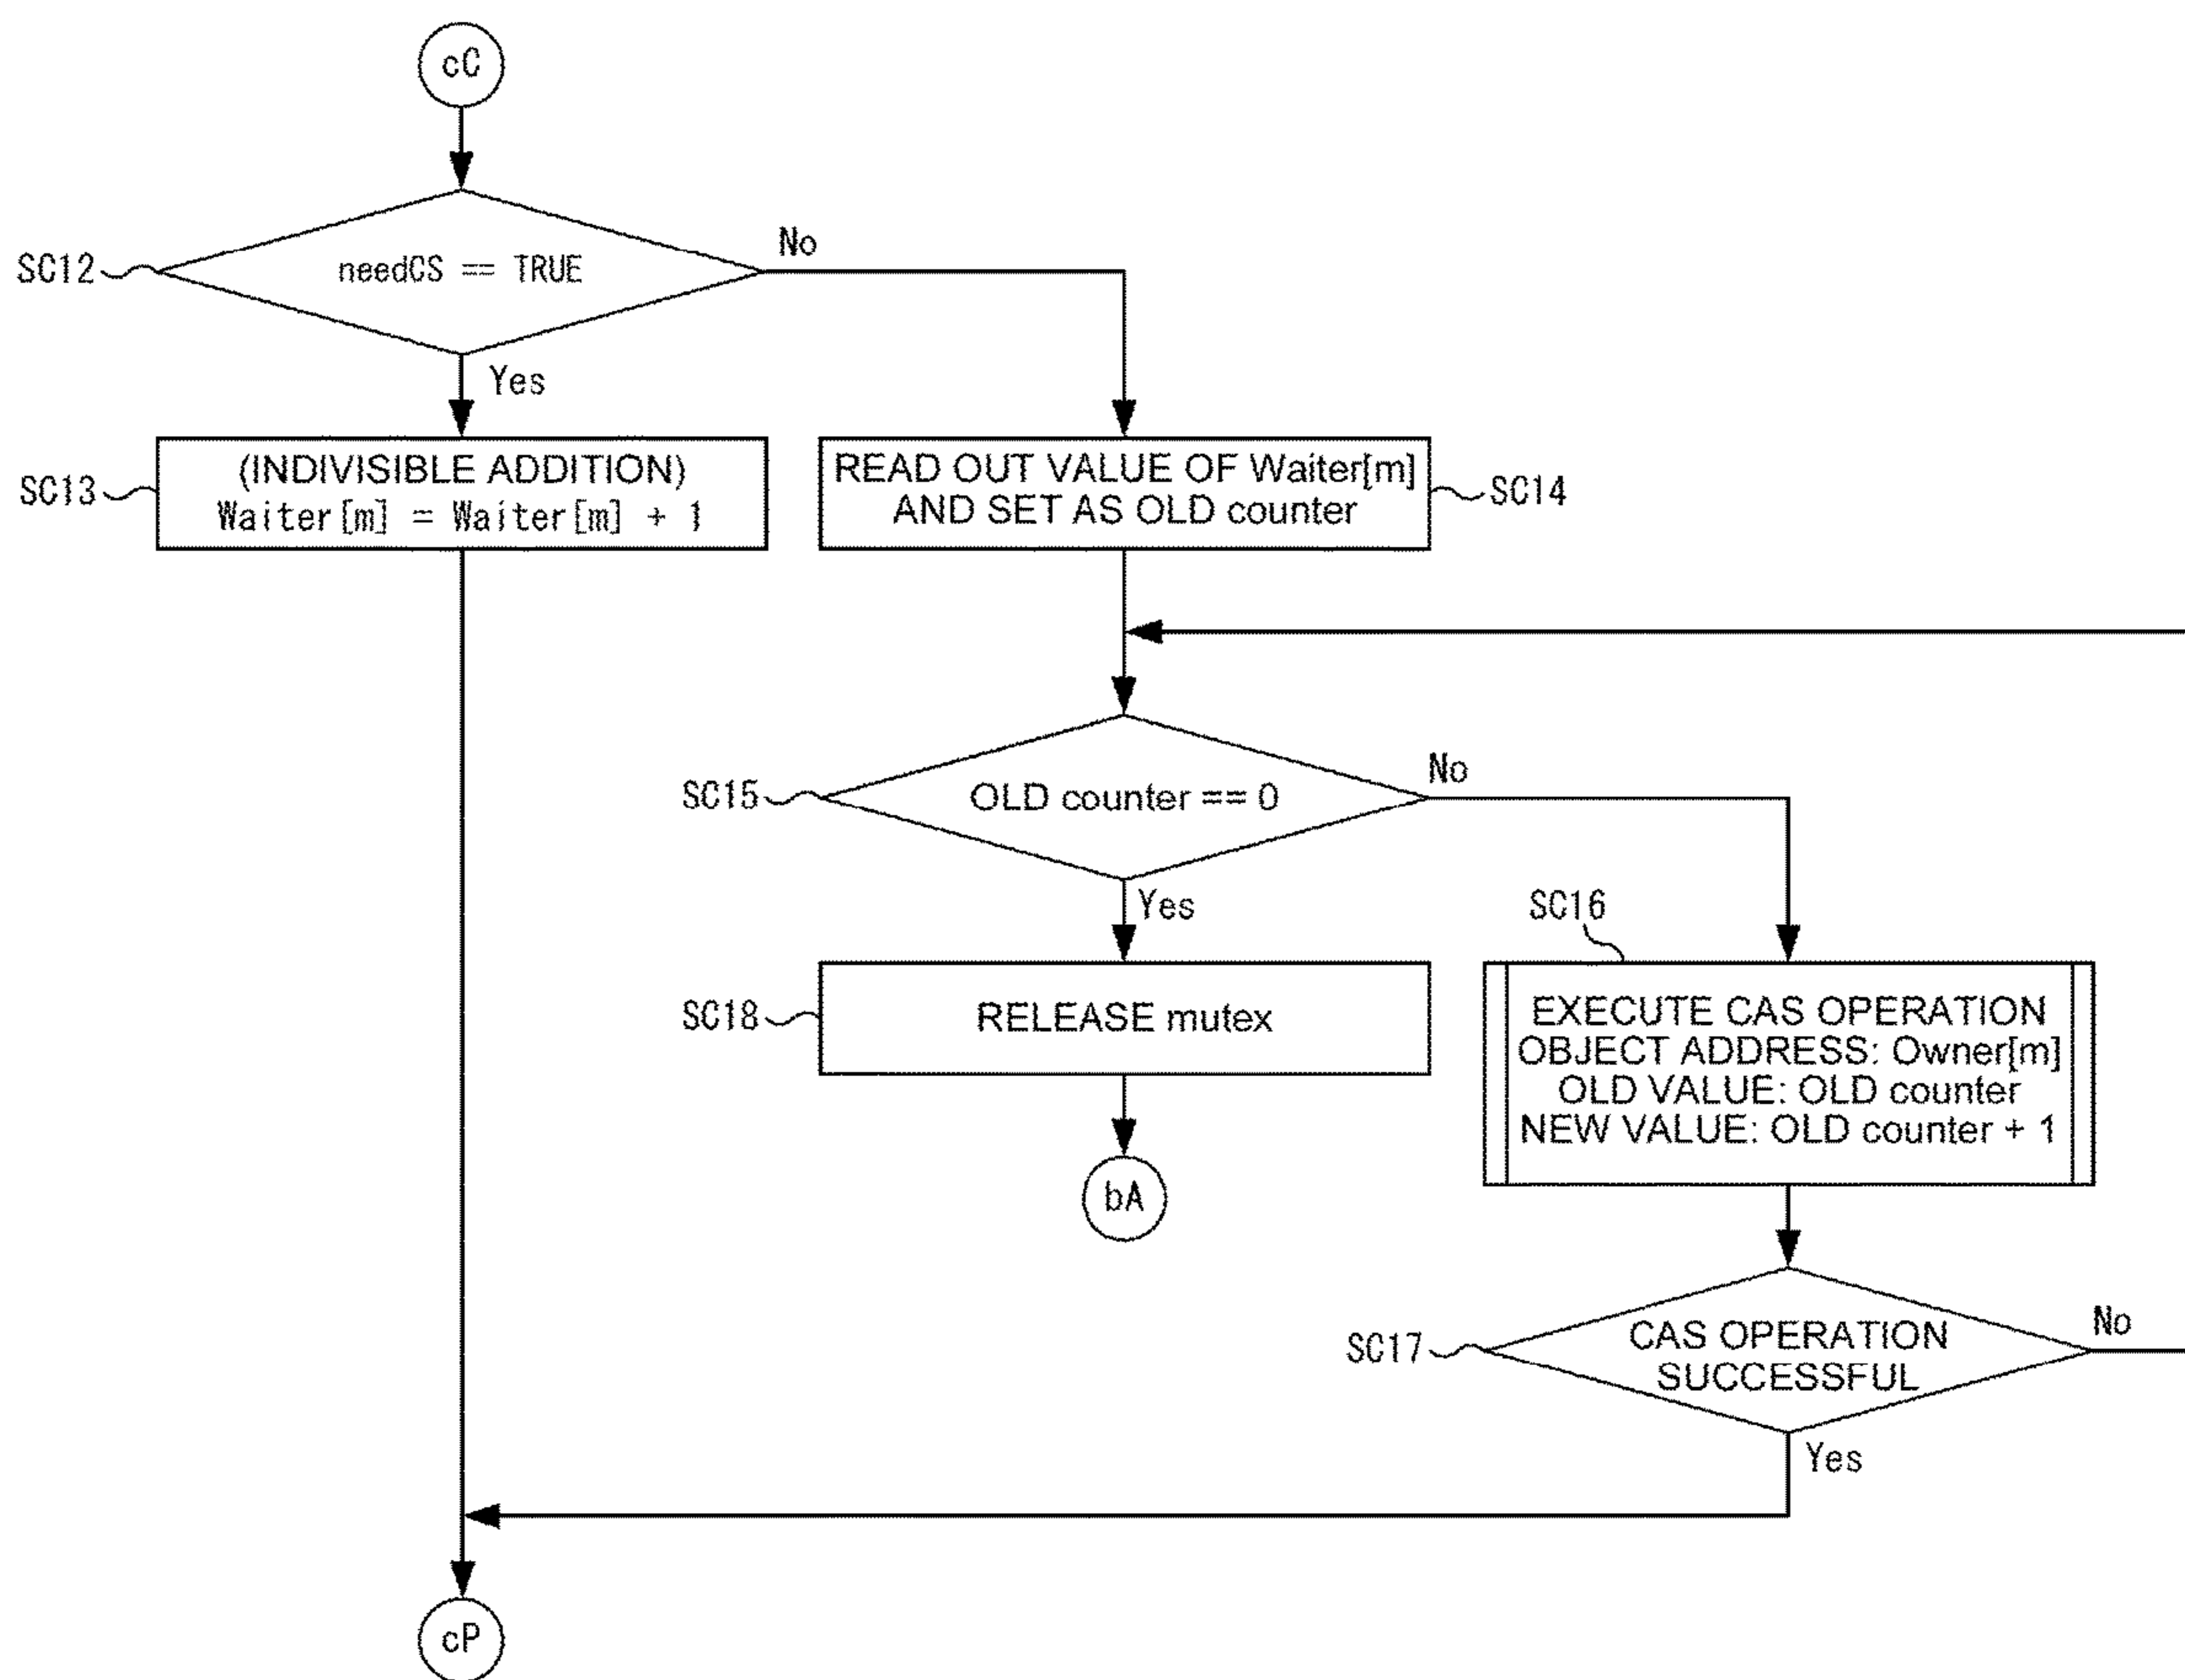 cC
SC12
needCS == TRUE
No
Yes
SC13
(INDIVISIBLE ADDITION)
Waiter[m] = Waiter[m] + 1
READ OUT VALUE OF Waiter[m]
AND SET AS OLD counter
SC14
SC15
OLD counter == 0
No
Yes
SC16
SC18
RELEASE mutex
EXECUTE CAS OPERATION
OBJECT ADDRESS: Owner[m]
OLD VALUE: OLD counter
NEW VALUE: OLD counter + 1
bA
SC17
CAS OPERATION
SUCCESSFUL
No
Yes
cP